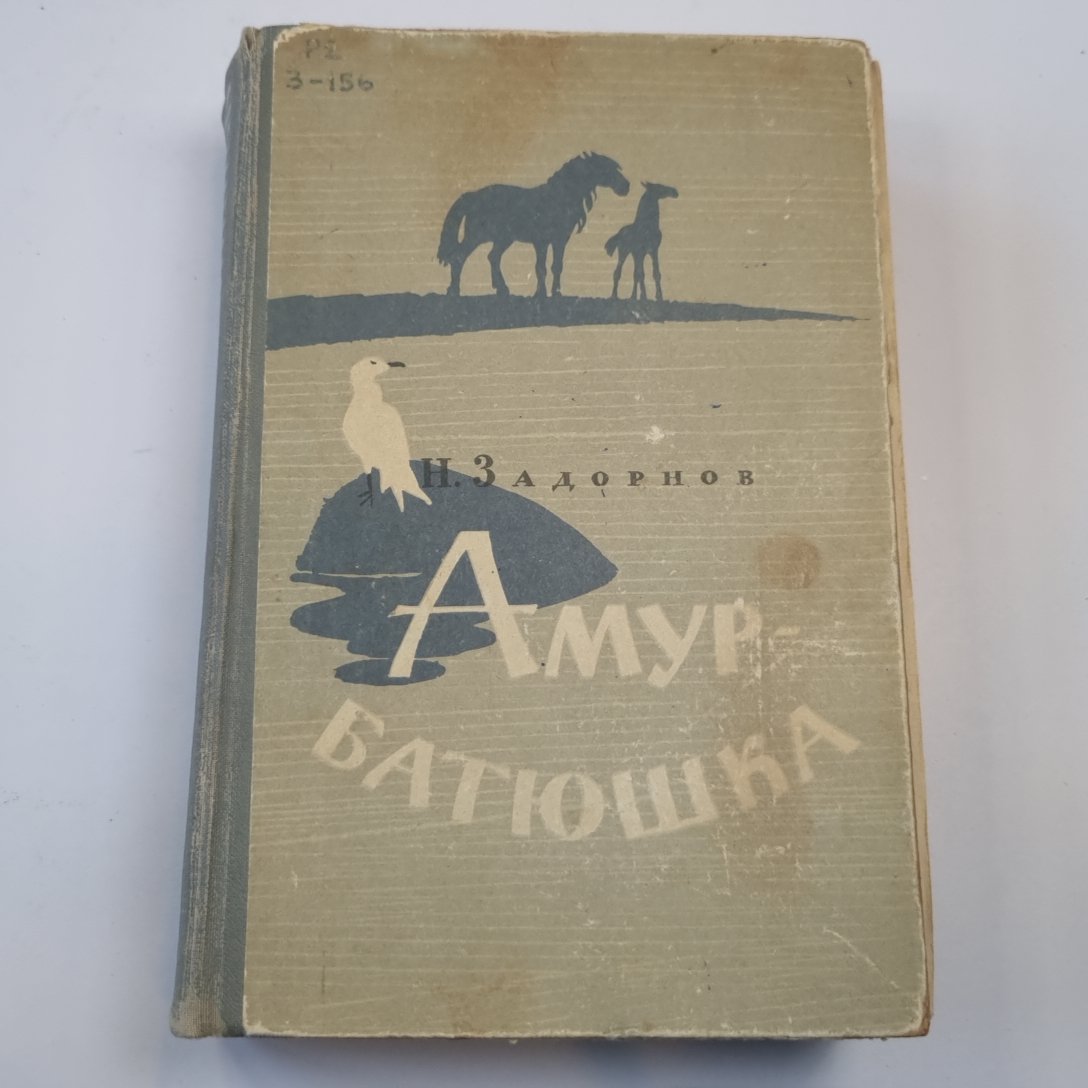 Р2
З-156
Н. Задорнов
Амур-
батюшка